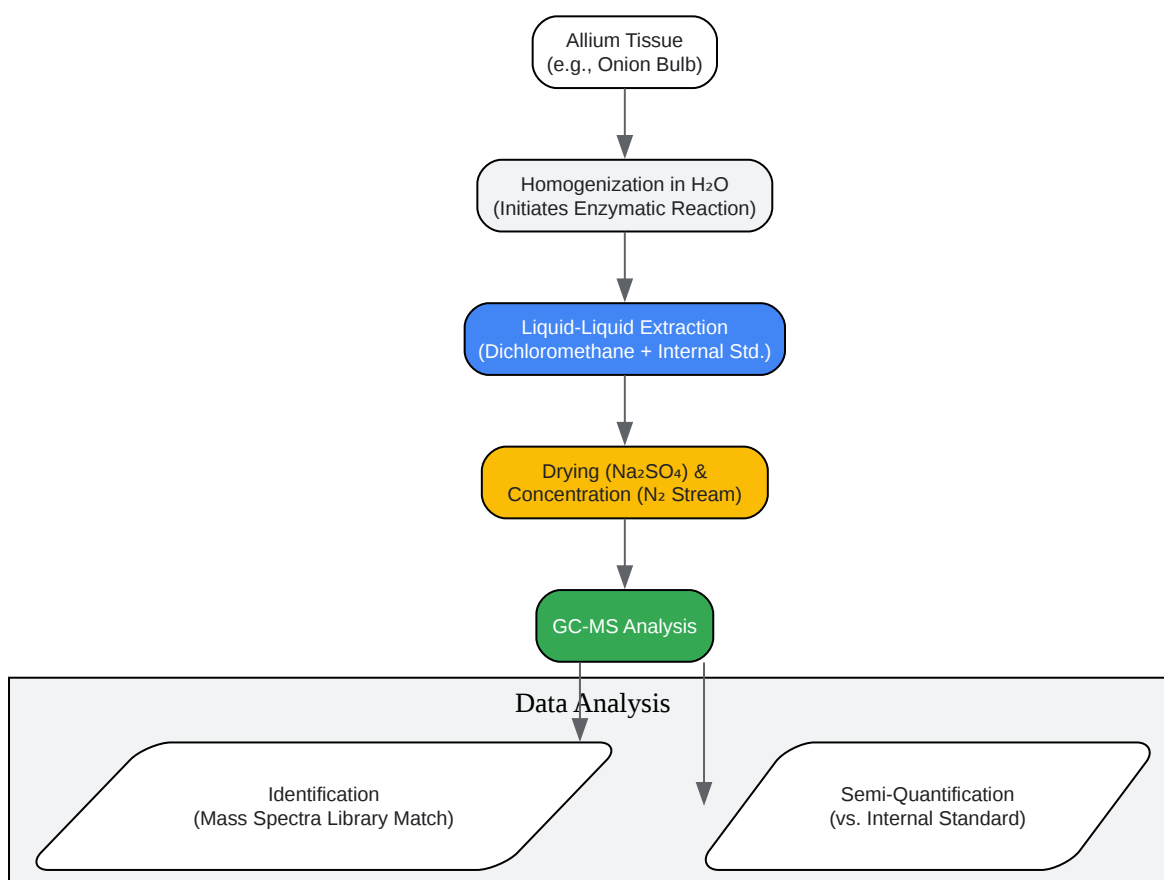 Allium Tissue
(e.g., Onion Bulb)
Homogenization in H₂O
(Initiates Enzymatic Reaction)
Liquid-Liquid Extraction
(Dichloromethane + Internal Std.)
Drying (Na₂SO₄) &
Concentration (N₂ Stream)
GC-MS Analysis
Data Analysis
Identification
(Mass Spectra Library Match)
Semi-Quantification
(vs. Internal Standard)